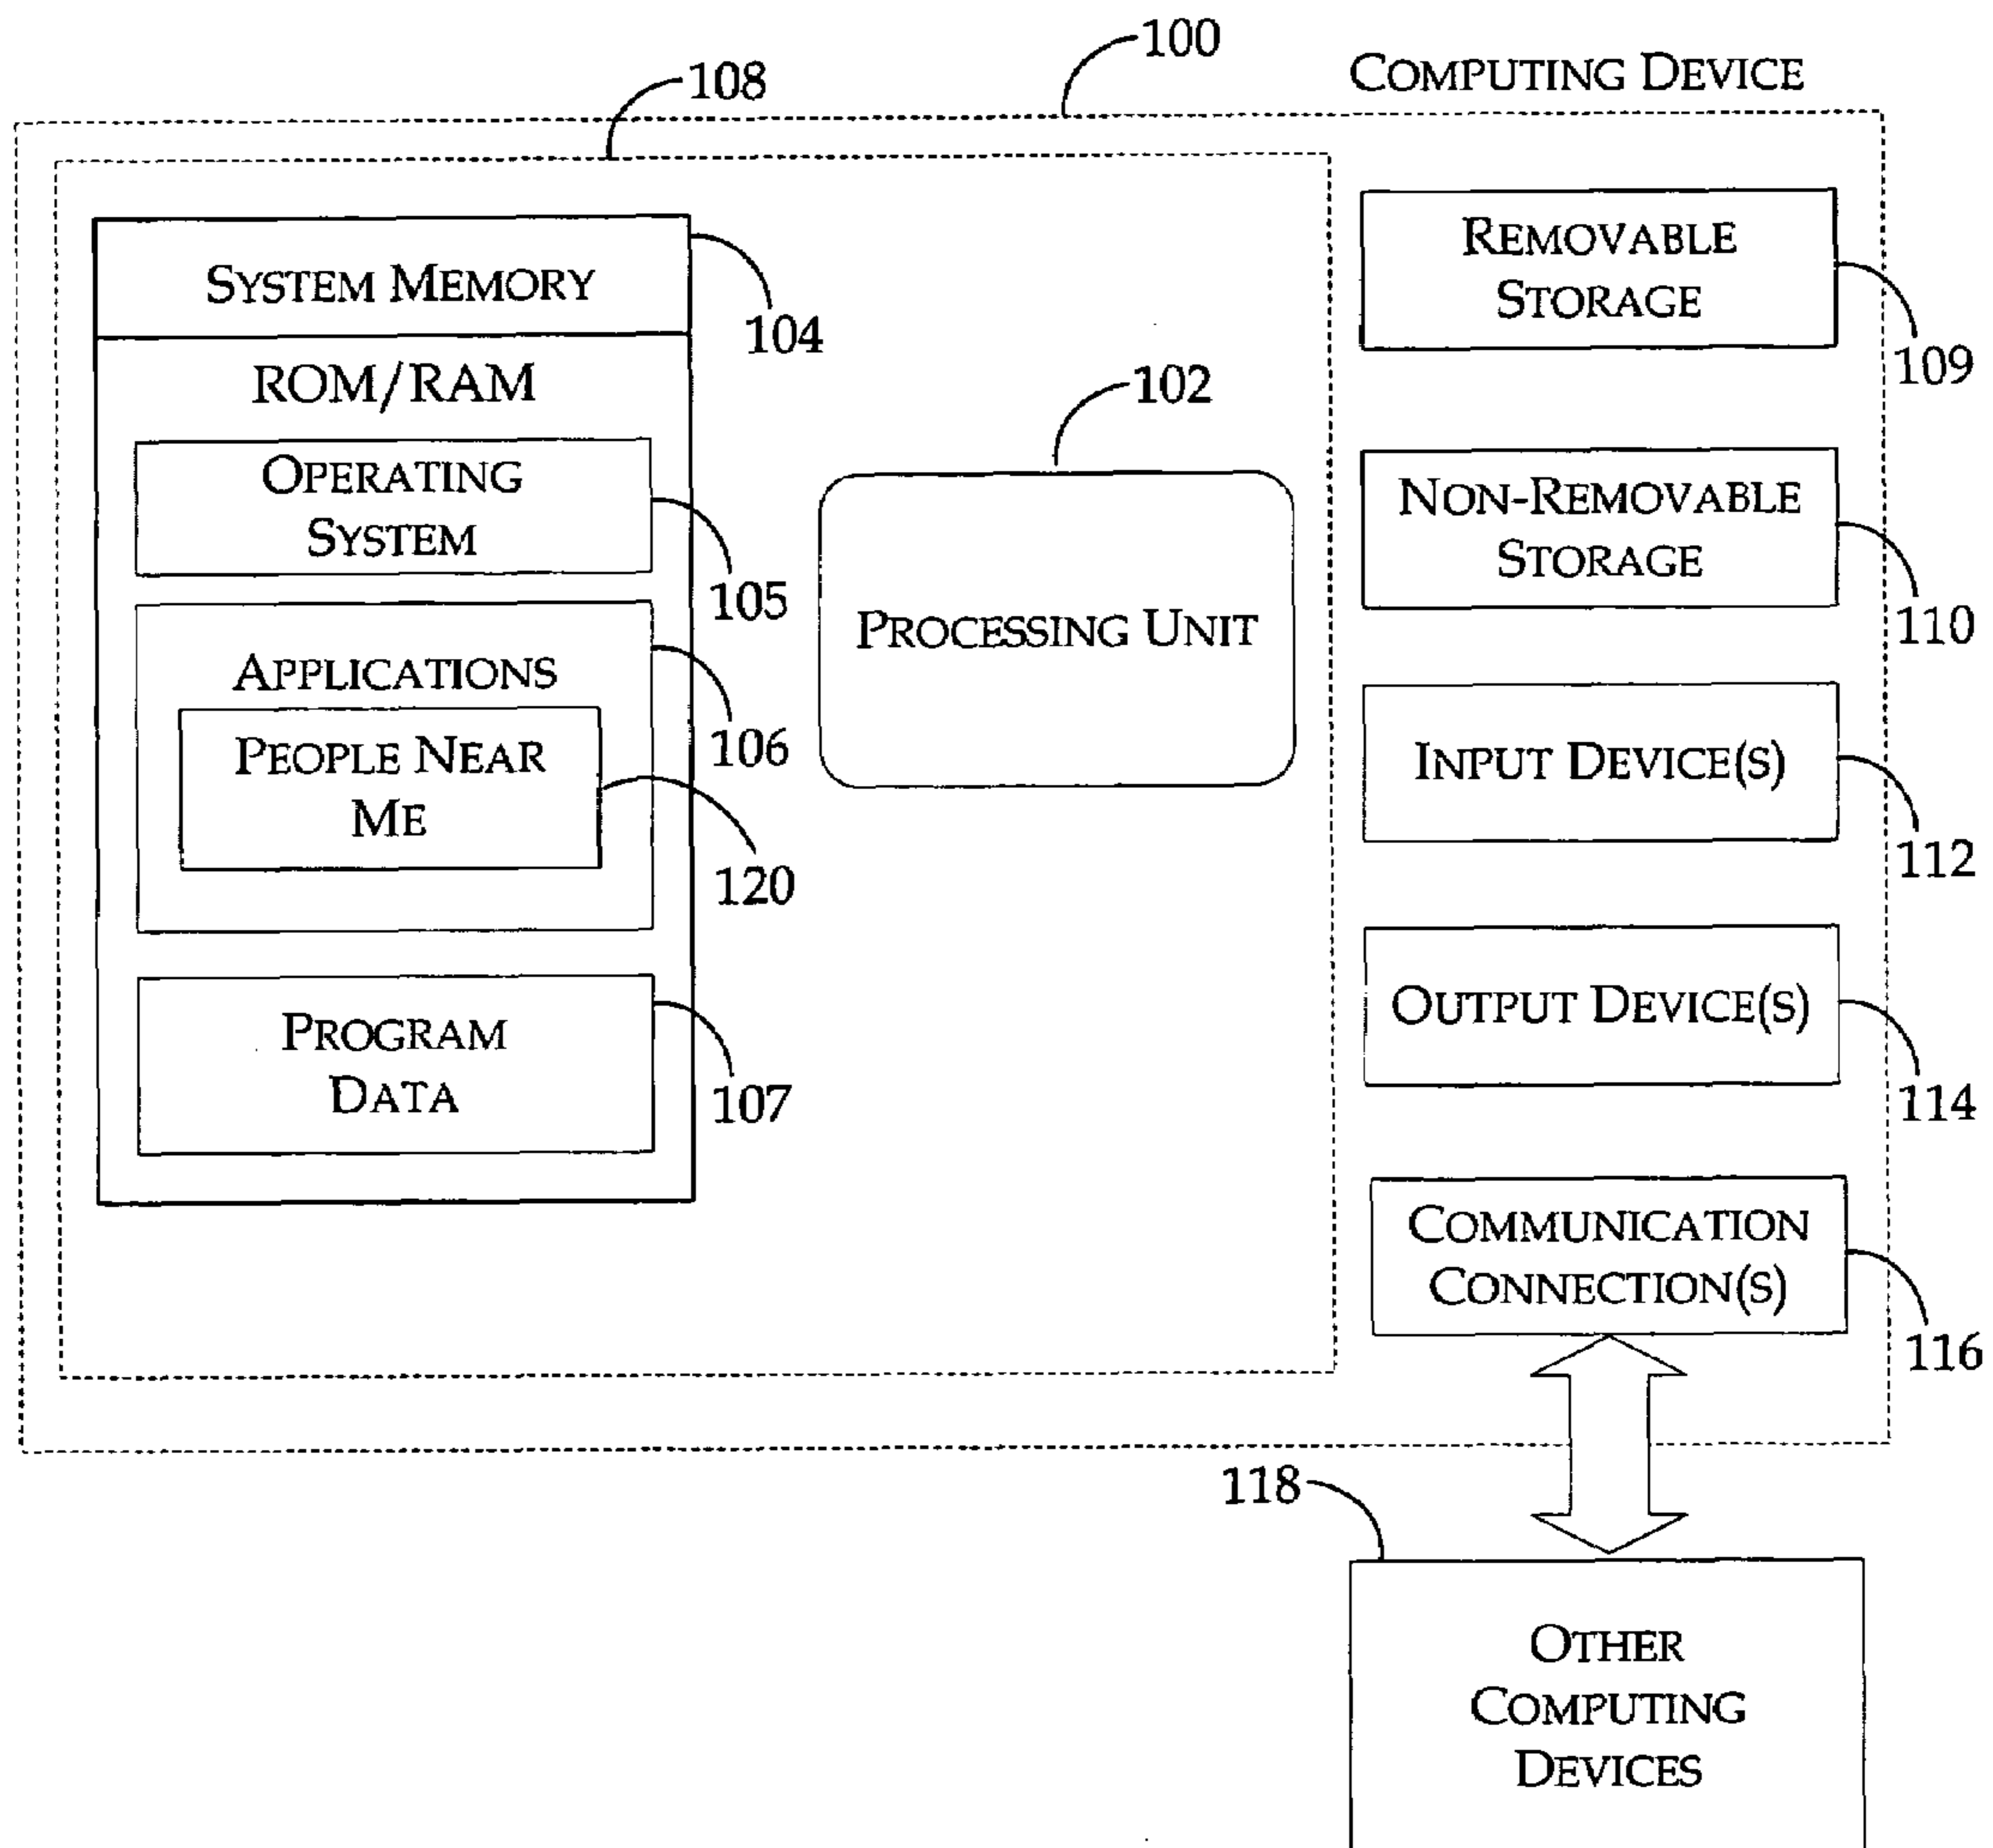 100
COMPUTING DEVICE
108
SYSTEM MEMORY
104
ROM/RAM
OPERATING
SYSTEM
105
APPLICATIONS
106
PEOPLE NEAR
ME
120
PROGRAM
DATA
107
102
PROCESSING UNIT
REMOVABLE
STORAGE
109
NON-REMOVABLE
STORAGE
110
INPUT DEVICE(S)
112
OUTPUT DEVICE(S)
114
COMMUNICATION
CONNECTION(S)
116
118
OTHER
COMPUTING
DEVICES